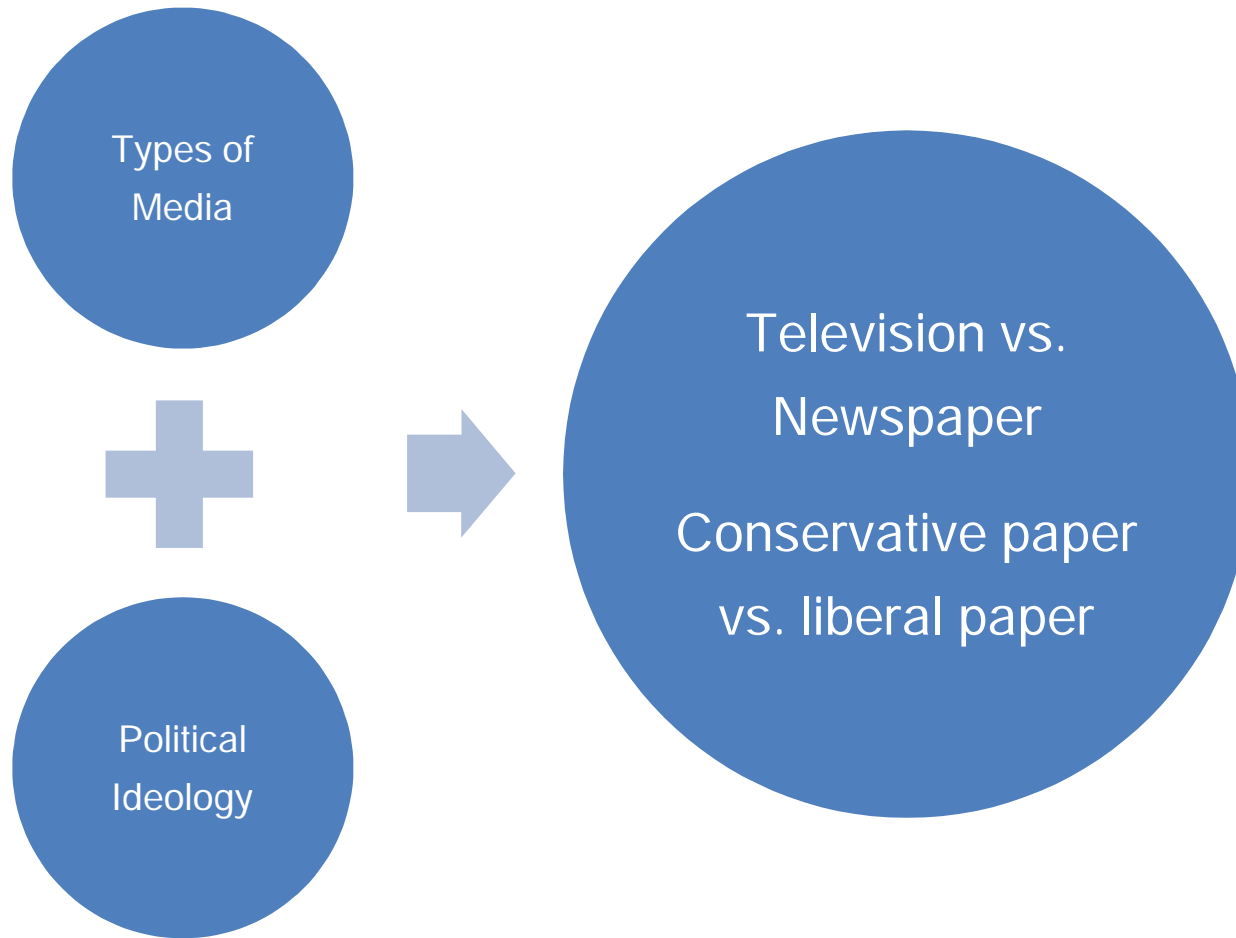 Types of
Media
Political
Ideology
Television vs.
Newspaper
Conservative paper
vs. liberal paper